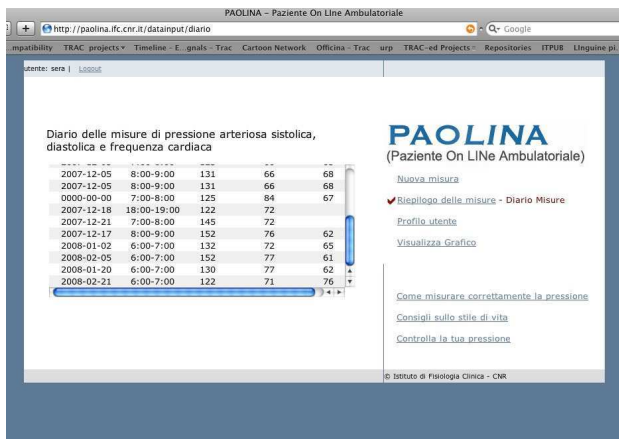 PAOLINA - Paziente On LIne Ambulatoriale
http://paolina.ifc.cnr.it/datainput/diario
Google
mpatibility TRAC projects Timeline - E...gnals - Trac Cartoon Network Officina - Trac urp TRAC-ed Projects Repositories ITPUB LInguine pi.
utente: sera | Logout
Diario delle misure di pressione arteriosa sistolica,
diastolica e frequenza cardiaca
2007-12-05 8:00-9:00 131 66 68
2007-12-05 8:00-9:00 131 66 68
0000-00-00 7:00-8:00 125 84 67
2007-12-18 18:00-19:00 122 72
2007-12-21 7:00-8:00 145 72
2007-12-17 8:00-9:00 152 76 62
2008-01-02 6:00-7:00 132 72 65
2008-02-05 6:00-7:00 152 77 61
2008-01-20 6:00-7:00 130 77 62
2008-02-21 6:00-7:00 122 71 76
PAOLINA
(Paziente On LINe Ambulatoriale)
Nuova misura
Riepilogo delle misure - Diario Misure
Profilo utente
Visualizza Grafico
Come misurare correttamente la pressione
Consigli sullo stile di vita
Controlla la tua pressione
© Istituto di Fisiologia Clinica - CNR